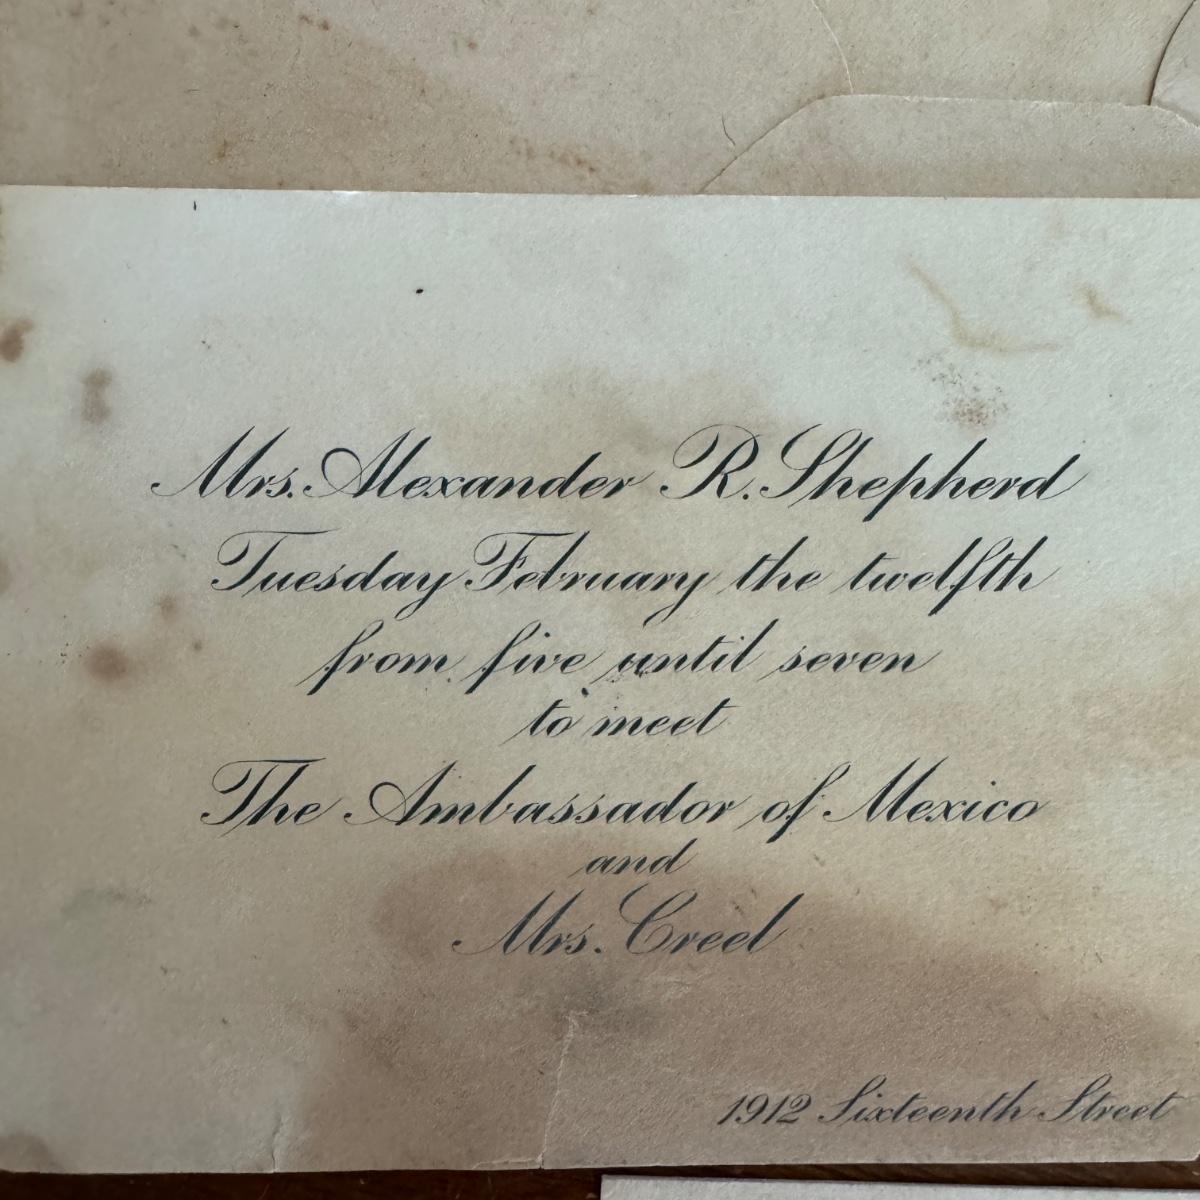 Mrs. Alexander R. Shepherd
Tuesday February the twelfth
from five until seven
to meet
The Ambassador of Mexico
and
Mrs. Creel
1912 Sixteenth Street